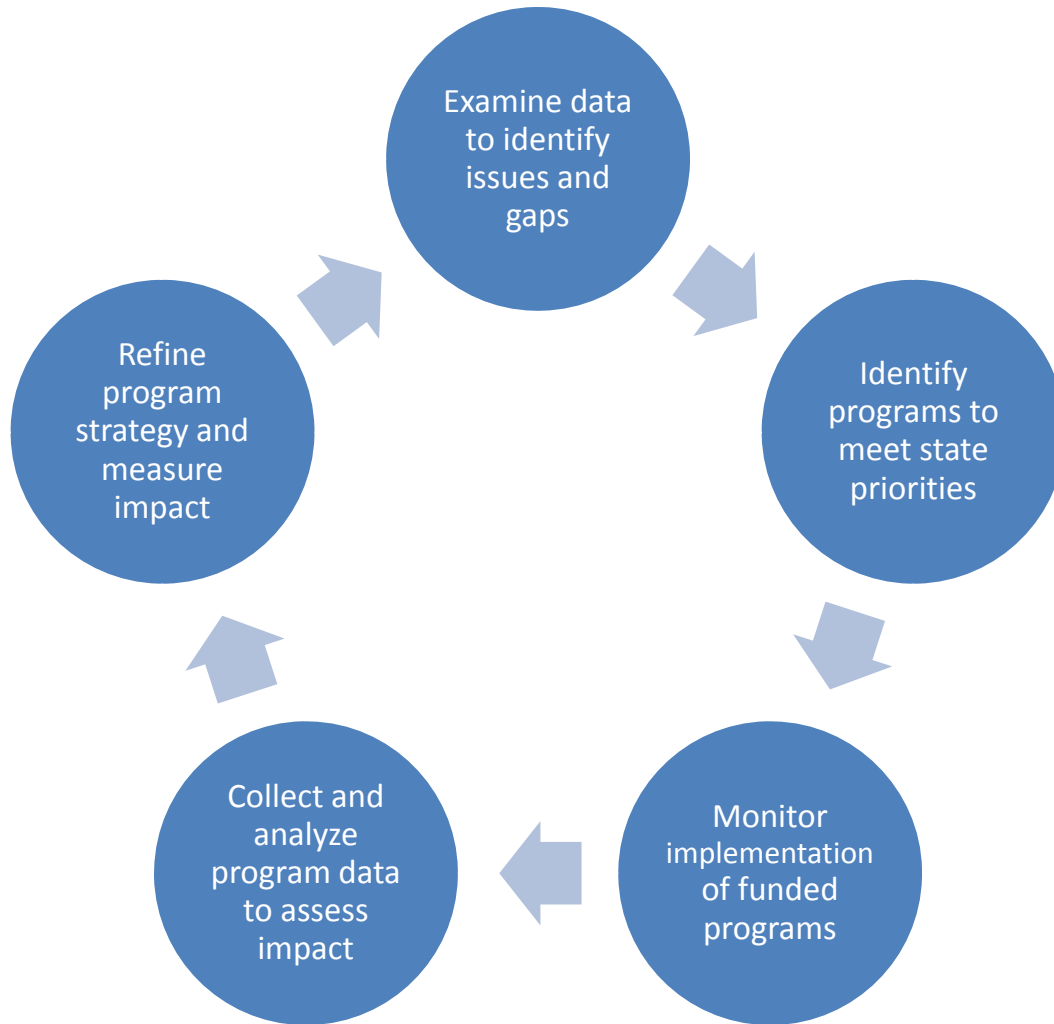 Examine data
to identify
issues and
gaps
Identify
programs to
meet state
priorities
Monitor
implementation
of funded
programs
Collect and
analyze
program data
to assess
impact
Refine
program
strategy and
measure
impact